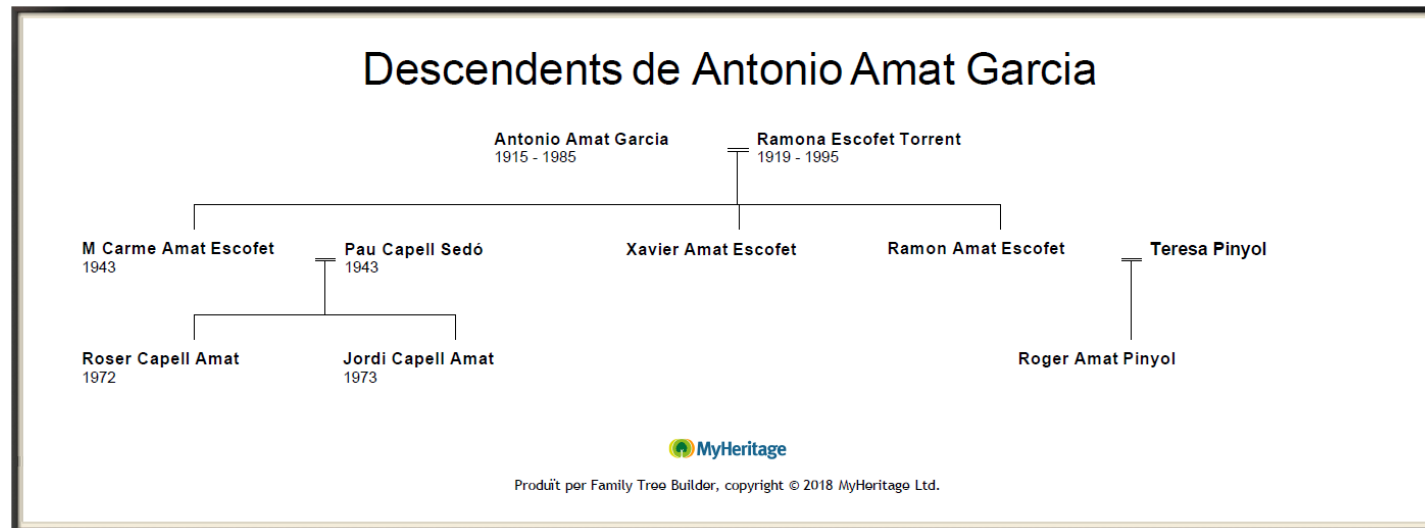 Descendents de Antonio Amat Garcia
Antonio Amat Garcia
1915 - 1985
Ramona Escofet Torrent
1919 - 1995
M Carme Amat Escofet
1943
Pau Capell Sedó
1943
Xavier Amat Escofet
Ramon Amat Escofet
Teresa Pinyol
Roser Capell Amat
1972
Jordi Capell Amat
1973
Roger Amat Pinyol
MyHeritage
Produït per Family Tree Builder, copyright © 2018 MyHeritage Ltd.